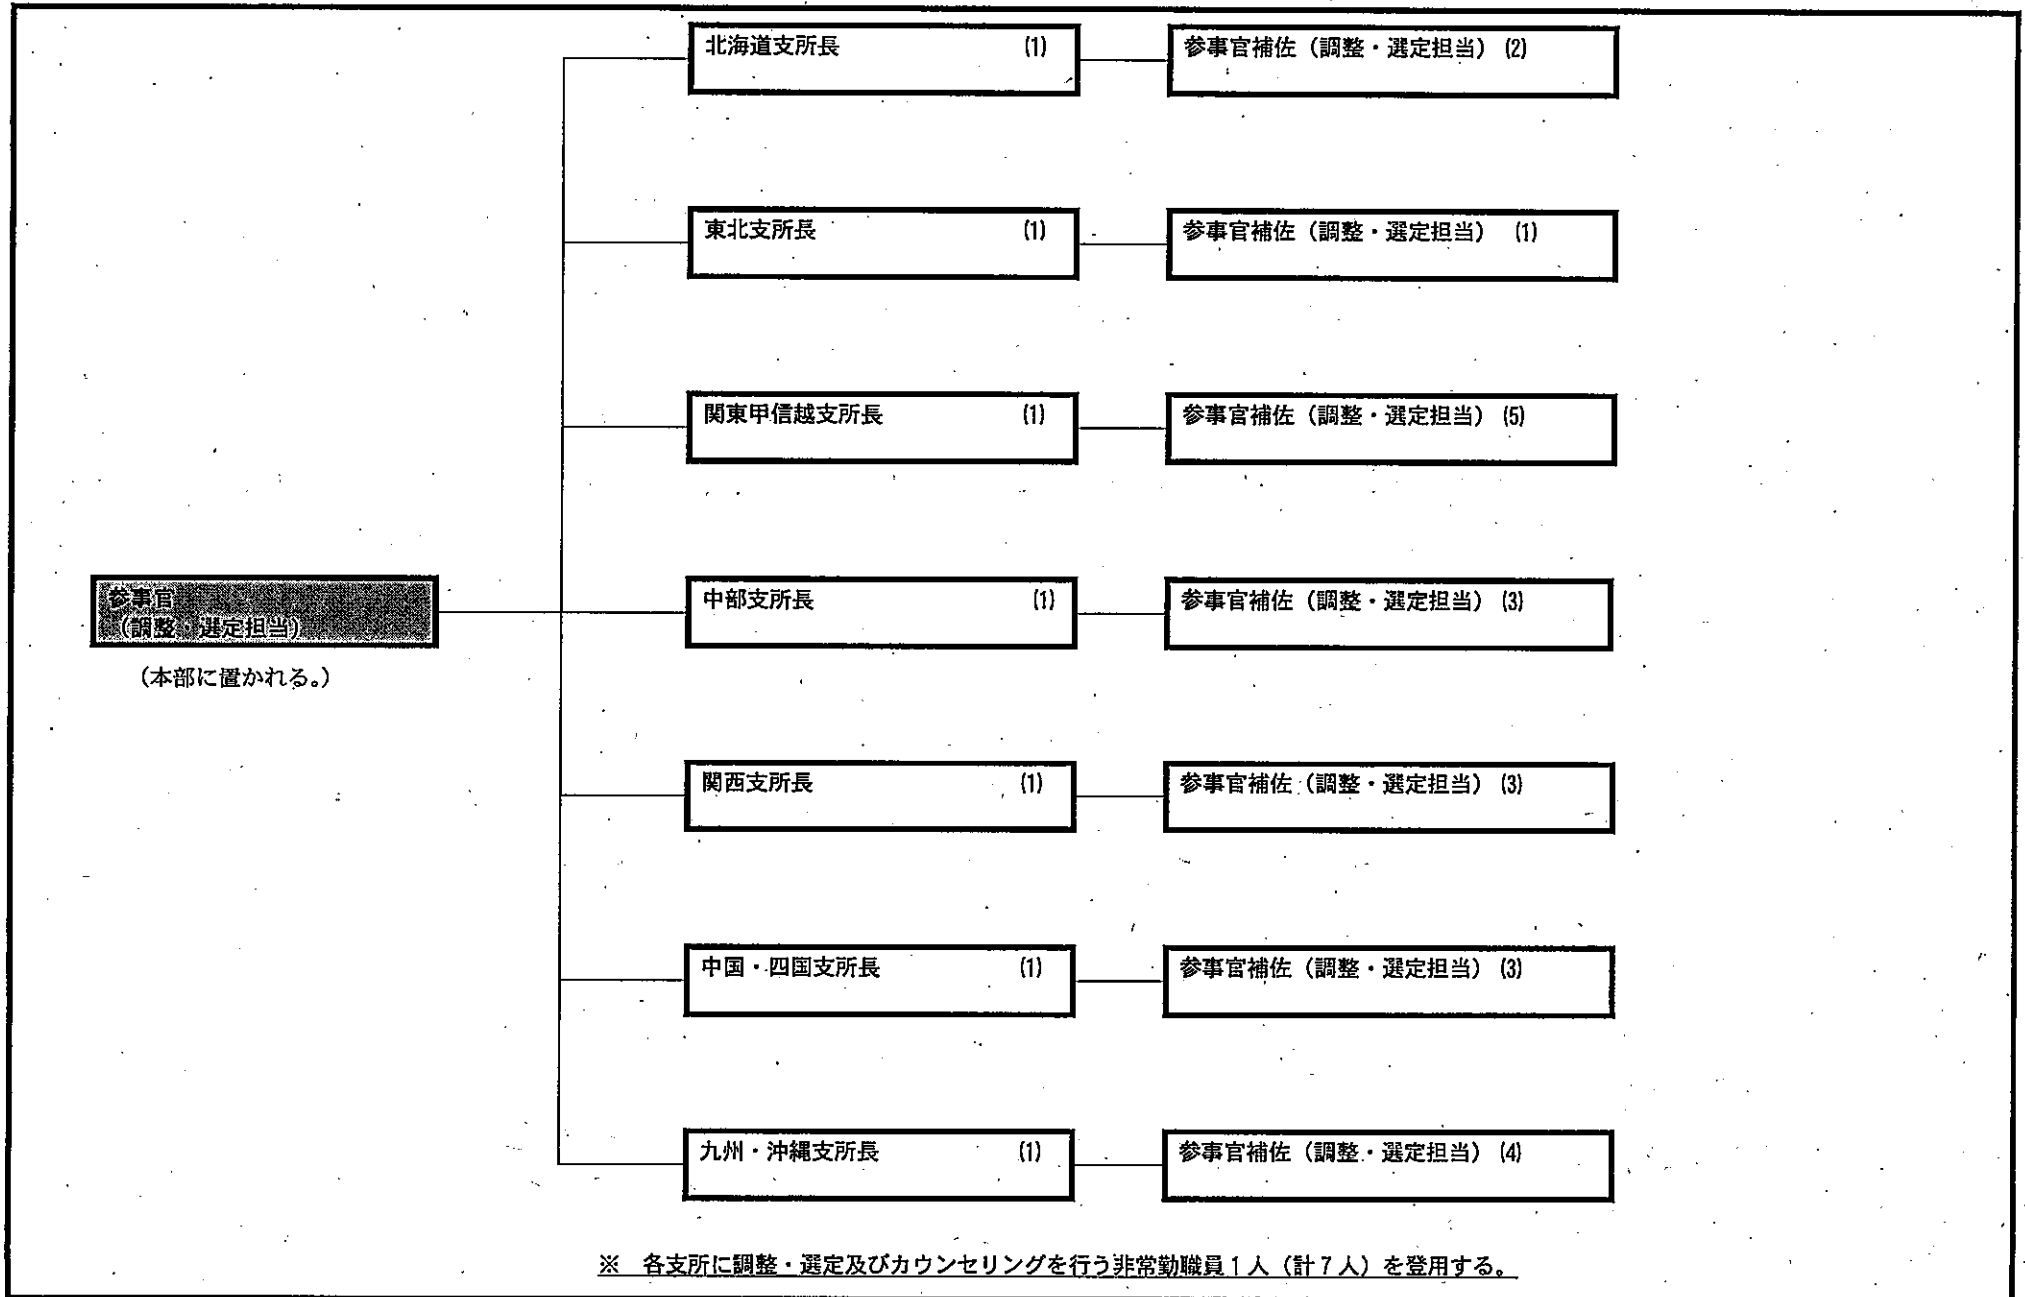 北海道支所長 (1) 参事官補佐（調整・選定担当）(2)
東北支所長 (1) 参事官補佐（調整・選定担当） (1)
関東甲信越支所長 (1) 参事官補佐（調整・選定担当）(5)
参事官
（調整・選定担当）
（本部に置かれる。）
中部支所長 (1) 参事官補佐（調整・選定担当）(3)
関西支所長 (1) 参事官補佐（調整・選定担当）(3)
中国・四国支所長 (1) 参事官補佐（調整・選定担当）(3)
九州・沖縄支所長 (1) 参事官補佐（調整・選定担当）(4)
※　各支所に調整・選定及びカウンセリングを行う非常勤職員１人（計７人）を登用する。